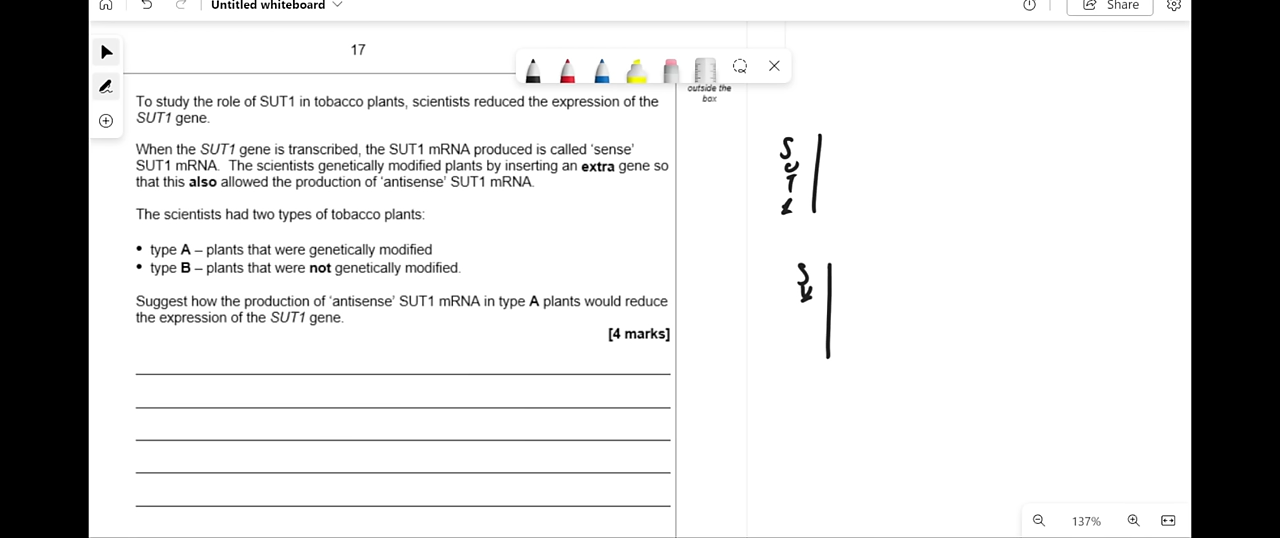 Untitled whiteboard
Share
17
outside the
box
To study the role of SUT1 in tobacco plants, scientists reduced the expression of the
SUT1 gene.
When the SUT1 gene is transcribed, the SUT1 mRNA produced is called ‘sense’
SUT1 mRNA. The scientists genetically modified plants by inserting an extra gene so
that this also allowed the production of ‘antisense’ SUT1 mRNA.
The scientists had two types of tobacco plants:
• type A – plants that were genetically modified
• type B – plants that were not genetically modified.
Suggest how the production of ‘antisense’ SUT1 mRNA in type A plants would reduce
the expression of the SUT1 gene.
[4 marks]
S
U
T
1
S
137%